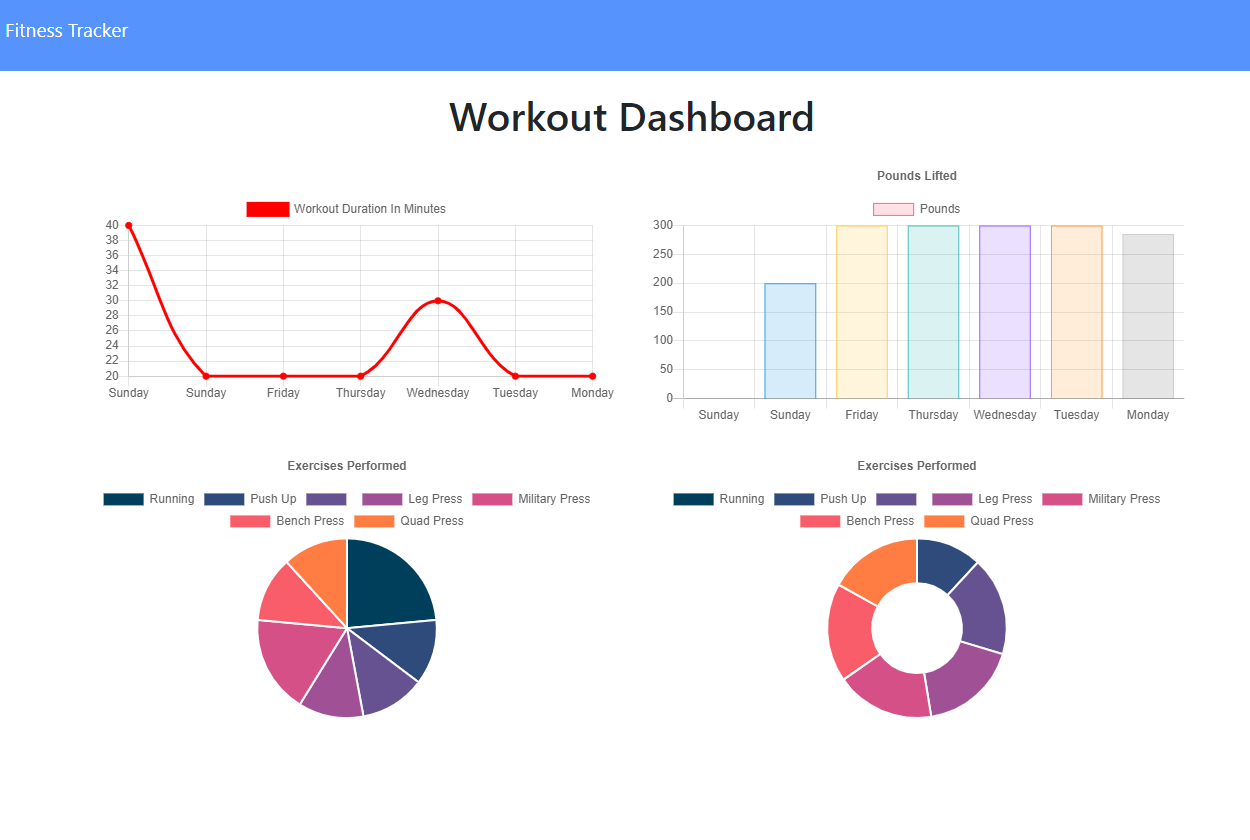 Fitness Tracker
Workout Dashboard
Workout Duration In Minutes
40
38
36
34
32
30
28
26
24
22
20
Sunday Sunday Friday Thursday Wednesday Tuesday Monday
Pounds Lifted
Pounds
300
250
200
150
100
50
0
Sunday Sunday Friday Thursday Wednesday Tuesday Monday
Exercises Performed
Running Push Up Leg Press Military Press
Bench Press Quad Press
Exercises Performed
Running Push Up Leg Press Military Press
Bench Press Quad Press